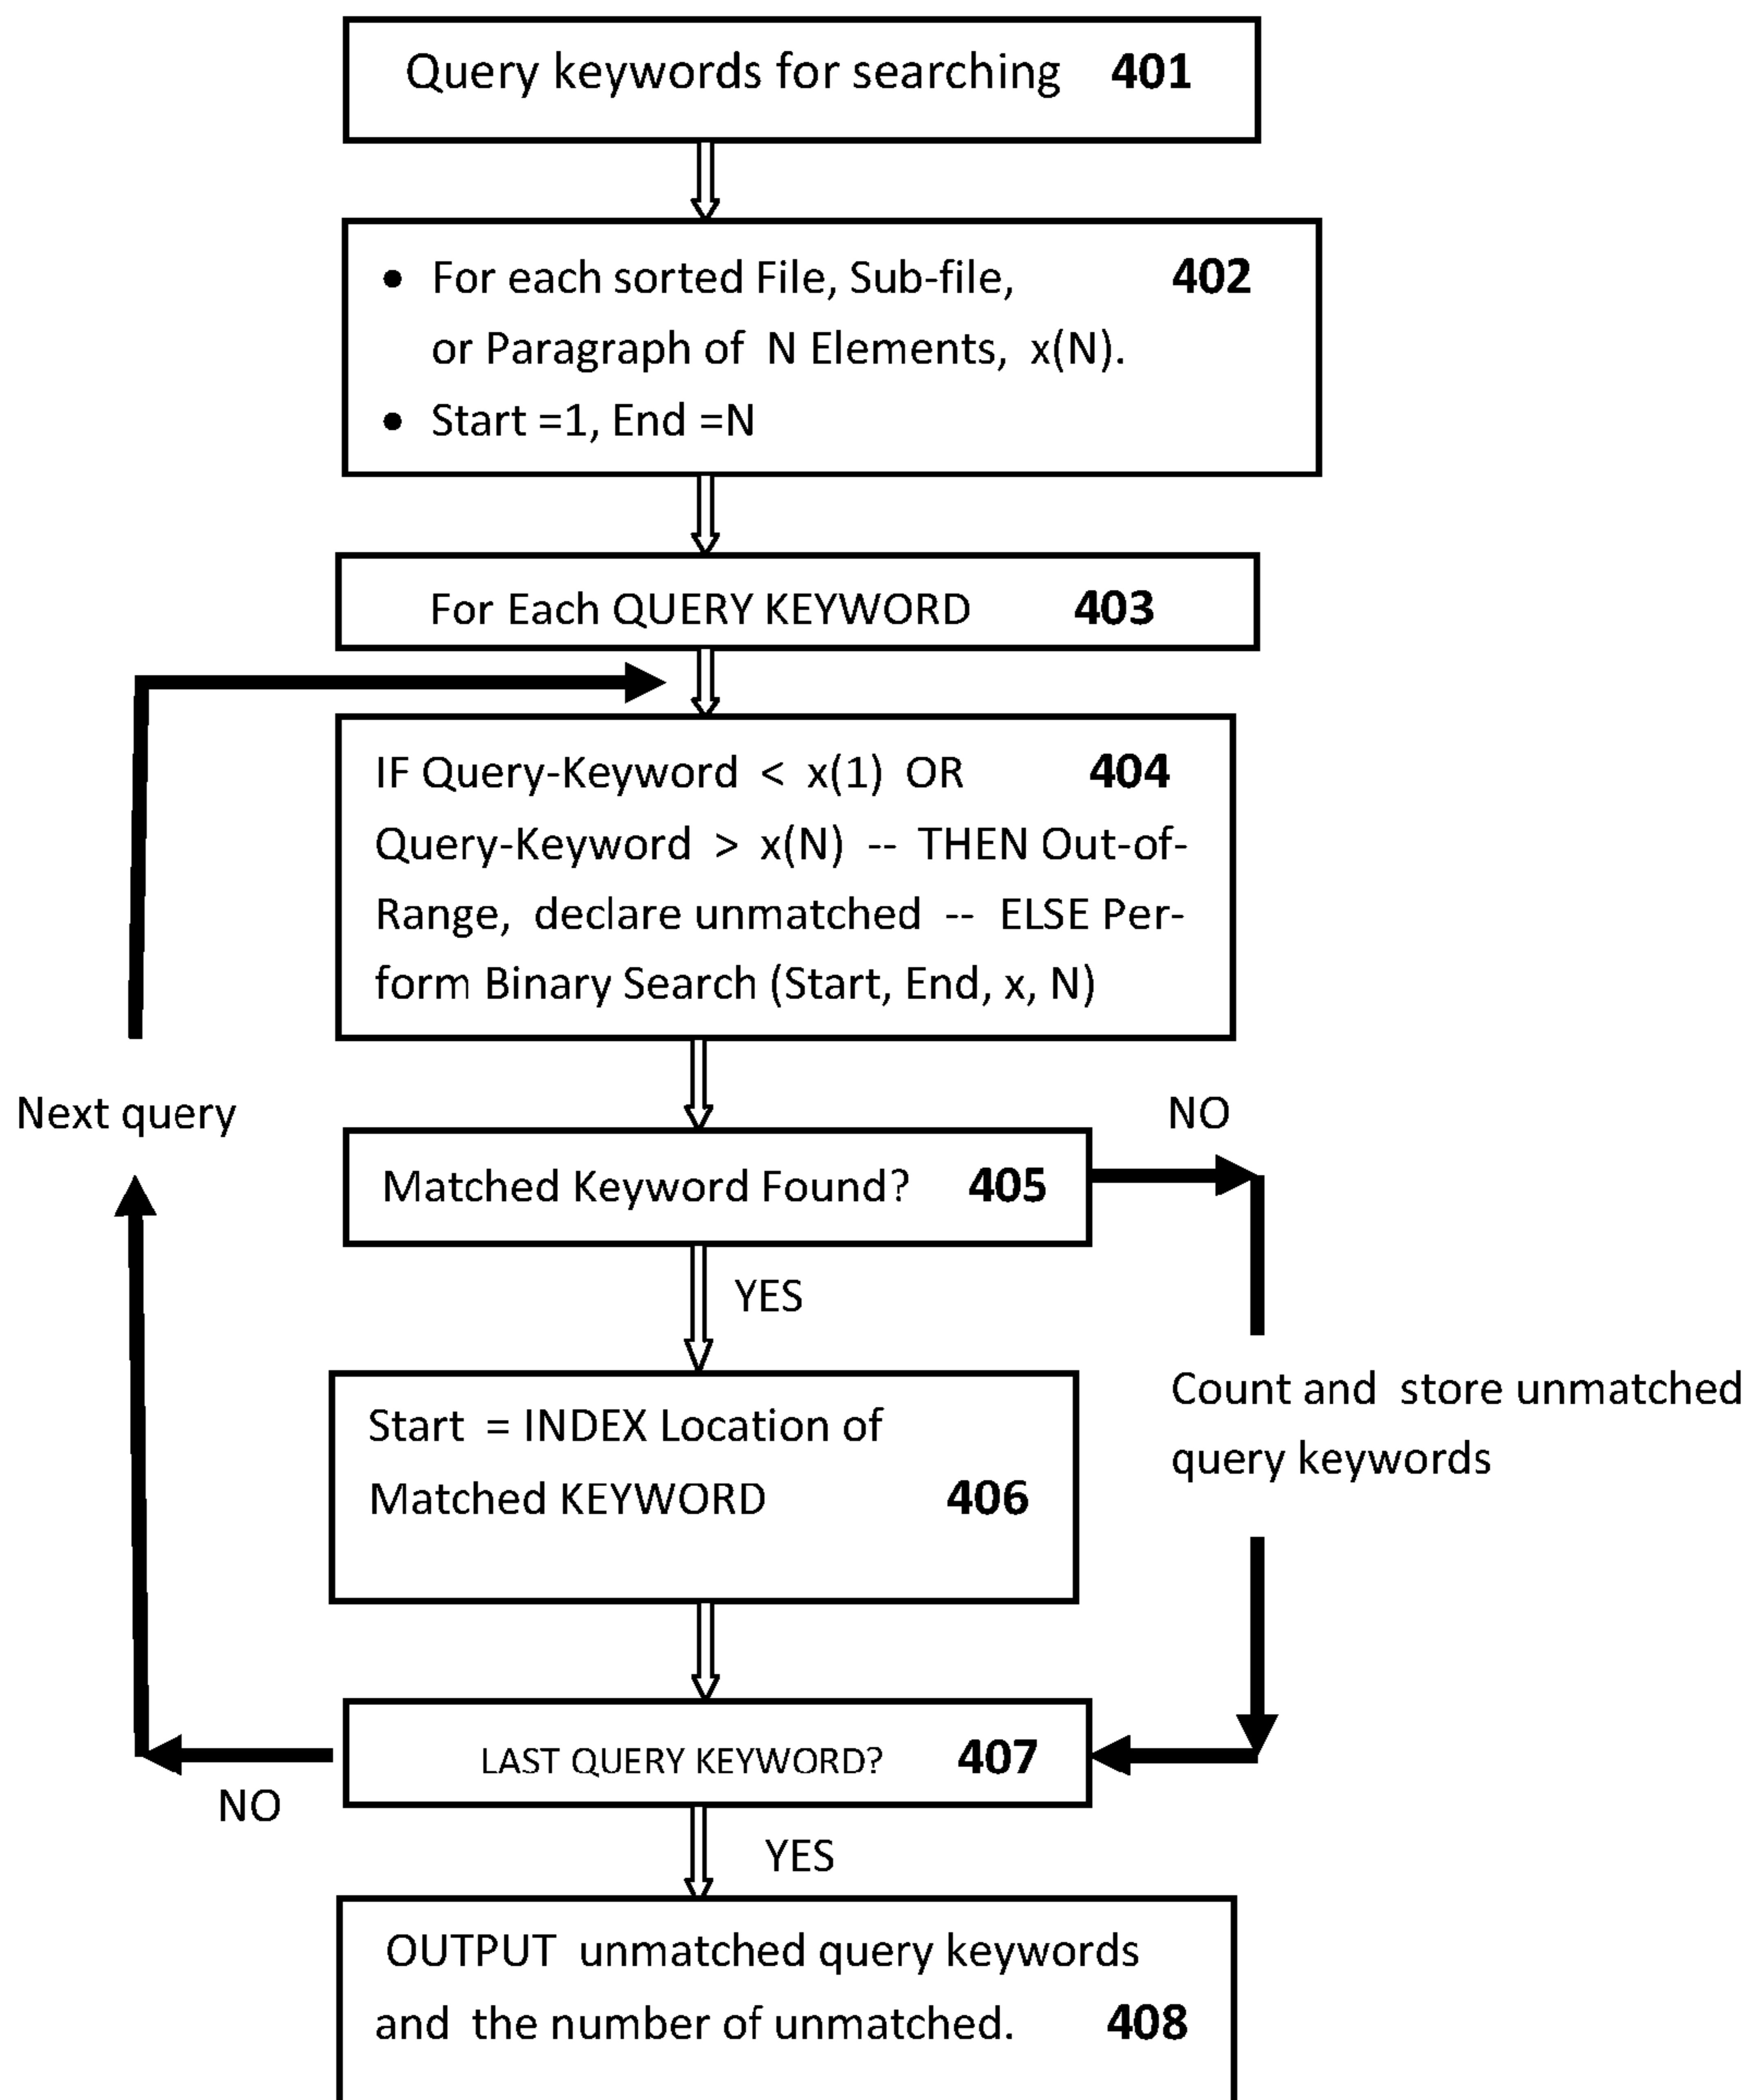 Query keywords for searching 401
• For each sorted File, Sub-file, 402
or Paragraph of N Elements, x(N).
• Start =1, End =N
For Each QUERY KEYWORD 403
IF Query-Keyword < x(1) OR 404
Query-Keyword > x(N) -- THEN Out-of-
Range, declare unmatched -- ELSE Per-
form Binary Search (Start, End, x, N)
Next query
NO
Matched Keyword Found? 405
YES
Start = INDEX Location of
Matched KEYWORD 406
Count and store unmatched
query keywords
LAST QUERY KEYWORD? 407
NO
YES
OUTPUT unmatched query keywords
and the number of unmatched. 408